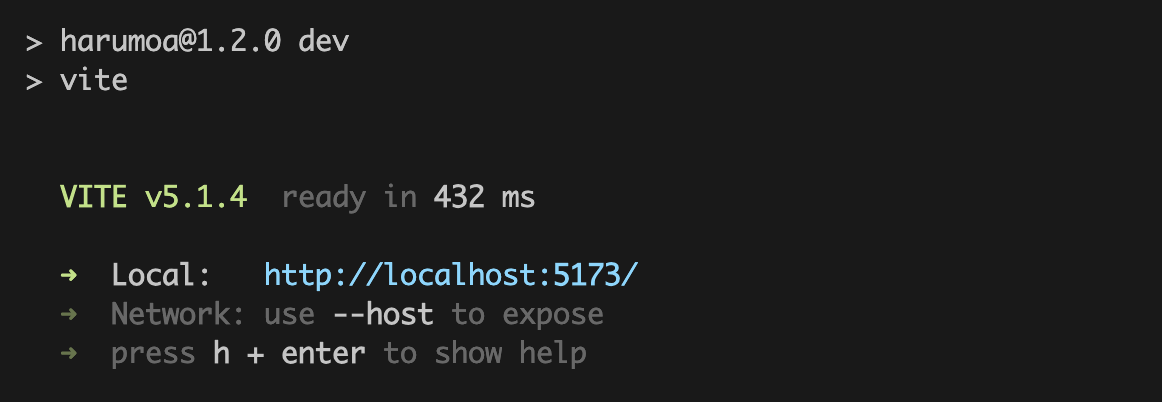 > harumoa@1.2.0 dev
> vite
VITE v5.1.4 ready in 432 ms
➜ Local: http://localhost:5173/
➜ Network: use --host to expose
➜ press h + enter to show help